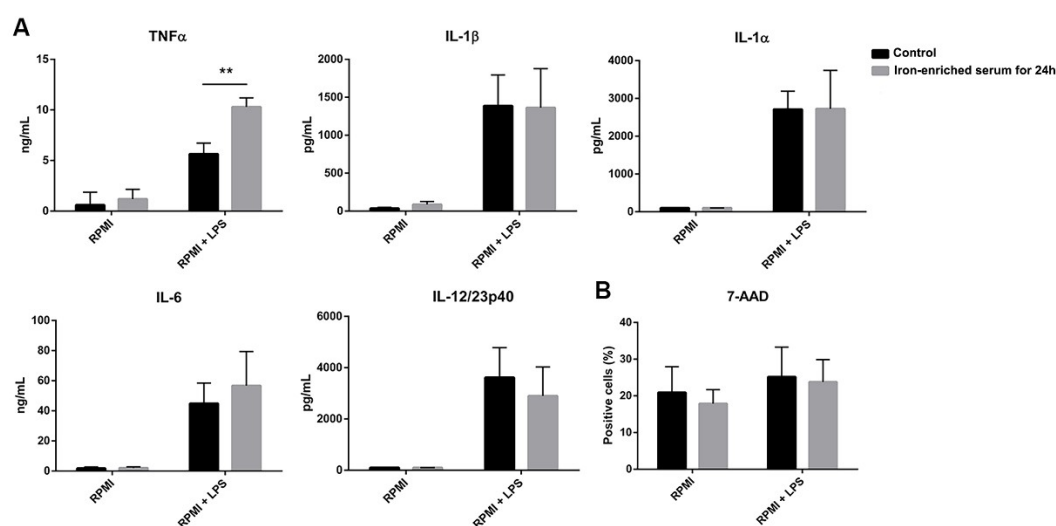 A
TNFα
ng/mL
15
10
5
0
**
RPMI
RPMI + LPS
IL-1β
pg/mL
2000
1500
1000
500
0
RPMI
RPMI + LPS
IL-1α
pg/mL
4000
3000
2000
1000
0
RPMI
RPMI + LPS
Control
Iron-enriched serum for 24h
IL-6
ng/mL
100
80
60
40
20
0
RPMI
RPMI + LPS
IL-12/23p40
pg/mL
6000
4000
2000
0
RPMI
RPMI + LPS
B
7-AAD
Positive cells (%)
40
30
20
10
0
RPMI
RPMI + LPS